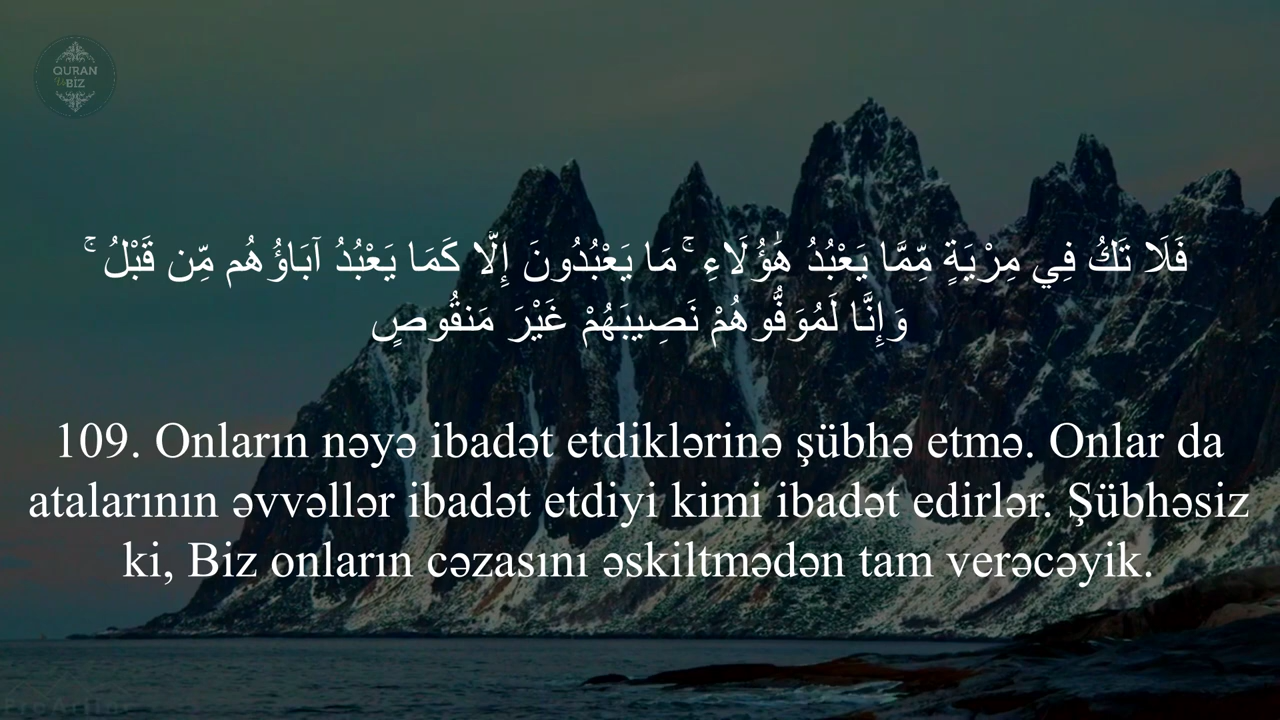 QURAN
Və
BİZ
فَلَا تَكُ فِي مِرْيَةٍ مِّمَّا يَعْبُدُ هَٰؤُلَاءِ ۚ مَا يَعْبُدُونَ إِلَّا كَمَا يَعْبُدُ آبَاؤُهُم مِّن قَبْلُ ۚ
وَإِنَّا لَمُوَفُّوهُمْ نَصِيبَهُمْ غَيْرَ مَنقُوصٍ
109. Onların nəyə ibadət etdiklərinə şübhə etmə. Onlar da
atalarının əvvəllər ibadət etdiyi kimi ibadət edirlər. Şübhəsiz
ki, Biz onların cəzasını əskiltmədən tam verəcəyik.